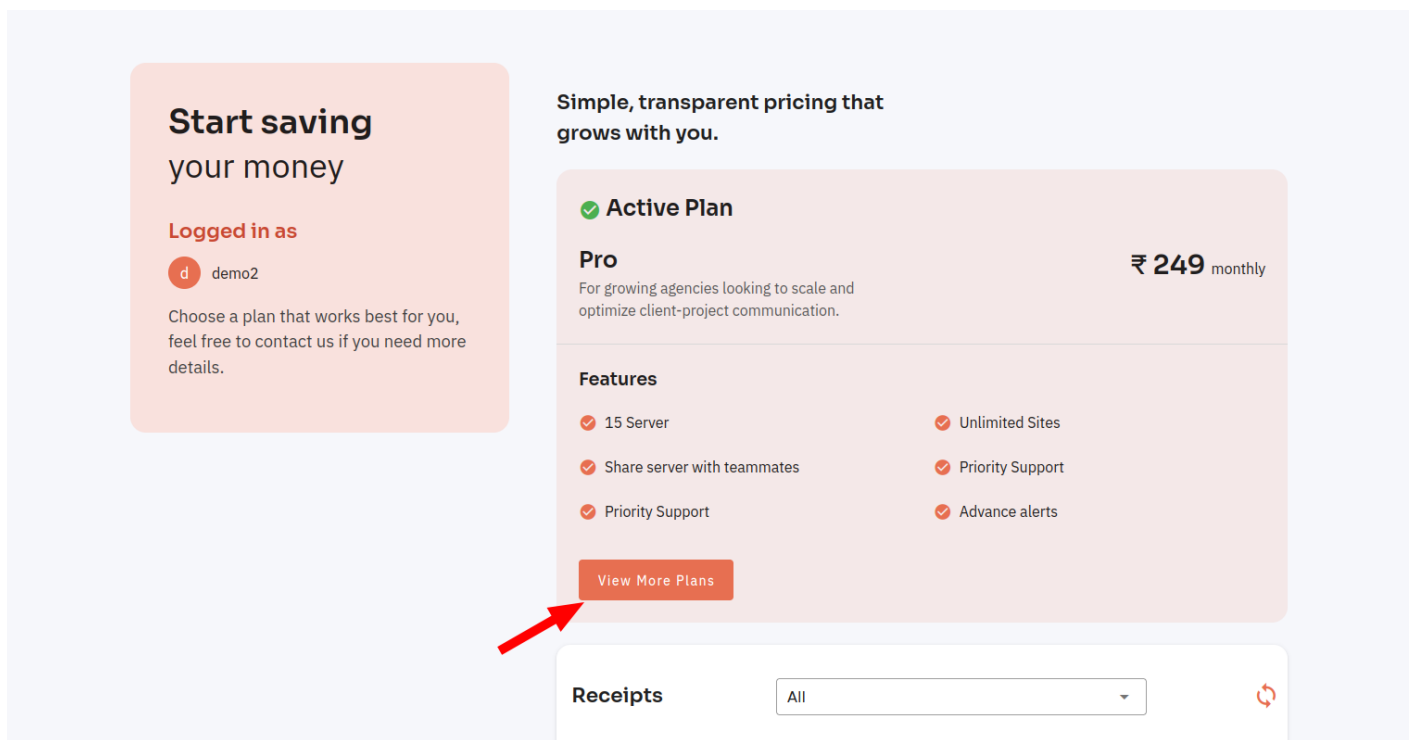 Start saving
your money
Logged in as
d demo2
Choose a plan that works best for you,
feel free to contact us if you need more
details.
Simple, transparent pricing that
grows with you.
Active Plan
Pro
₹ 249 monthly
For growing agencies looking to scale and
optimize client-project communication.
Features
15 Server
Unlimited Sites
Share server with teammates
Priority Support
Priority Support
Advance alerts
View More Plans
Receipts
All